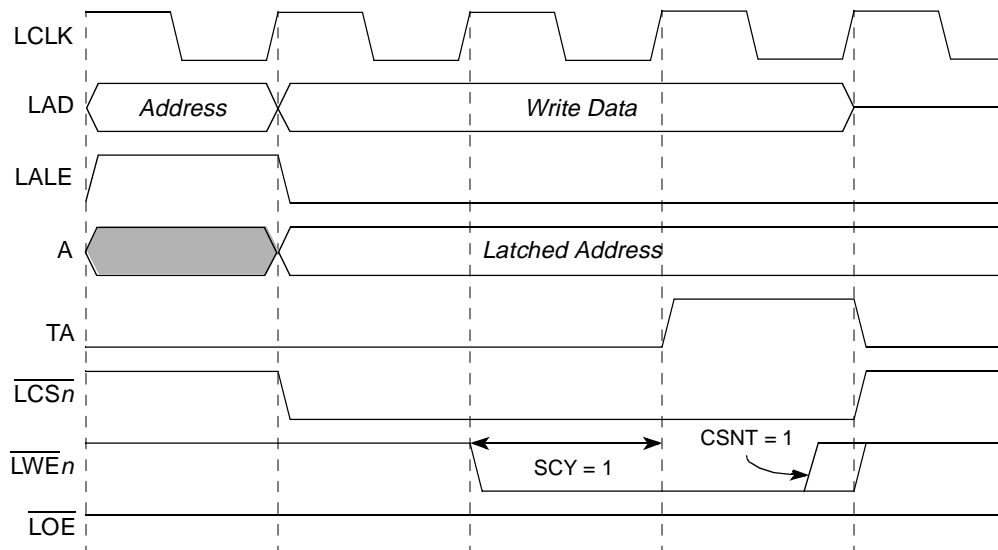 LCLK
LAD Address Write Data
LALE
A Latched Address
TA
LCSn
CSNT = 1
LWEn SCY = 1
LOE